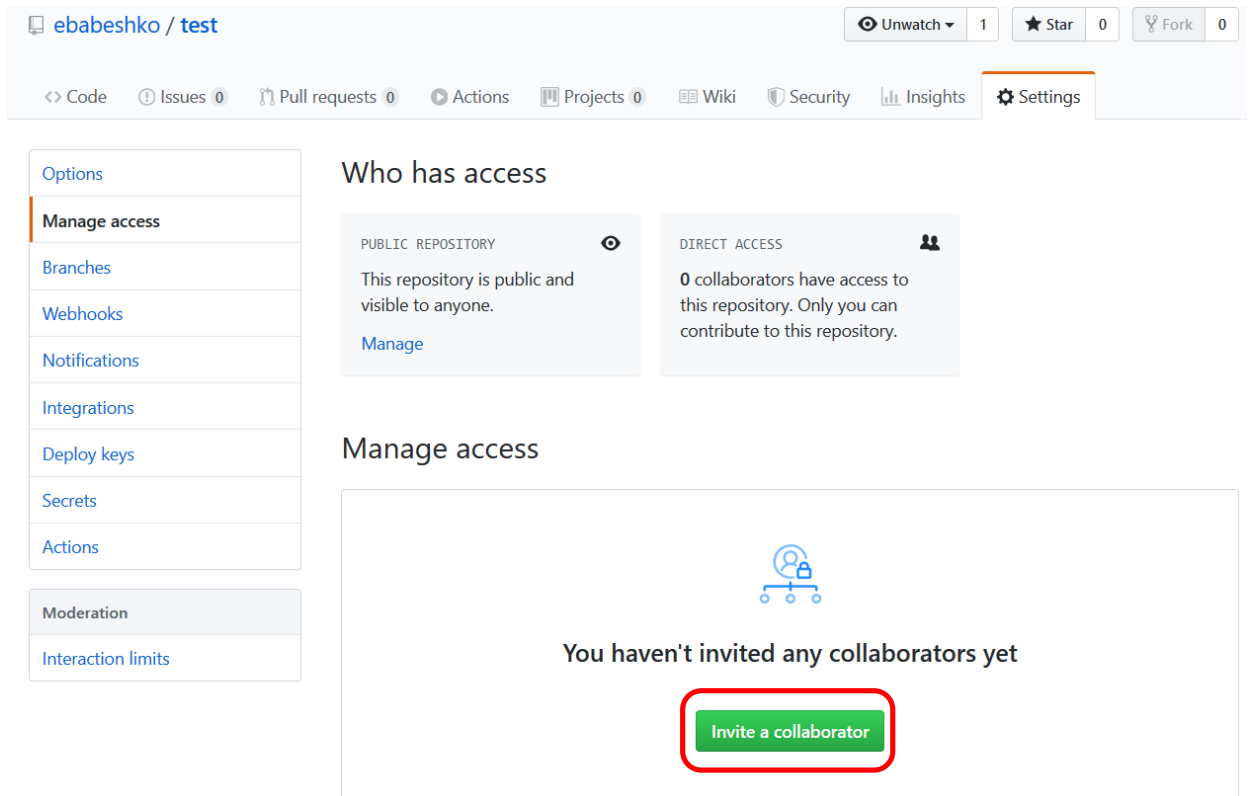 ebabeshko / test
Unwatch 1 Star 0 Fork 0
Code Issues 0 Pull requests 0 Actions Projects 0 Wiki Security Insights Settings
Options
Manage access
Branches
Webhooks
Notifications
Integrations
Deploy keys
Secrets
Actions
Moderation
Interaction limits
Who has access
PUBLIC REPOSITORY
This repository is public and
visible to anyone.
Manage
DIRECT ACCESS
0 collaborators have access to
this repository. Only you can
contribute to this repository.
Manage access
You haven't invited any collaborators yet
Invite a collaborator